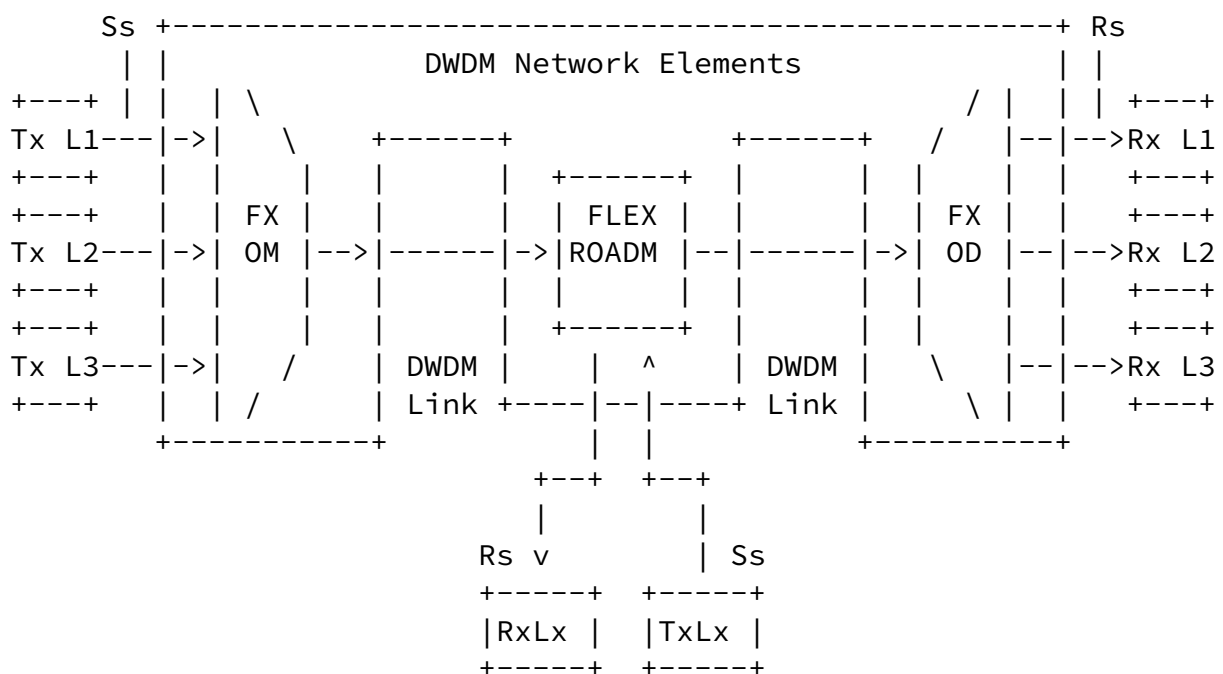 Ss Rs
DWDM Network Elements
Tx L1 Rx L1
FX FLEX FX
Tx L2 OM ROADM OD Rx L2
Tx L3 DWDM DWDM Rx L3
Link Link
Rs v Ss
RxLx TxLx